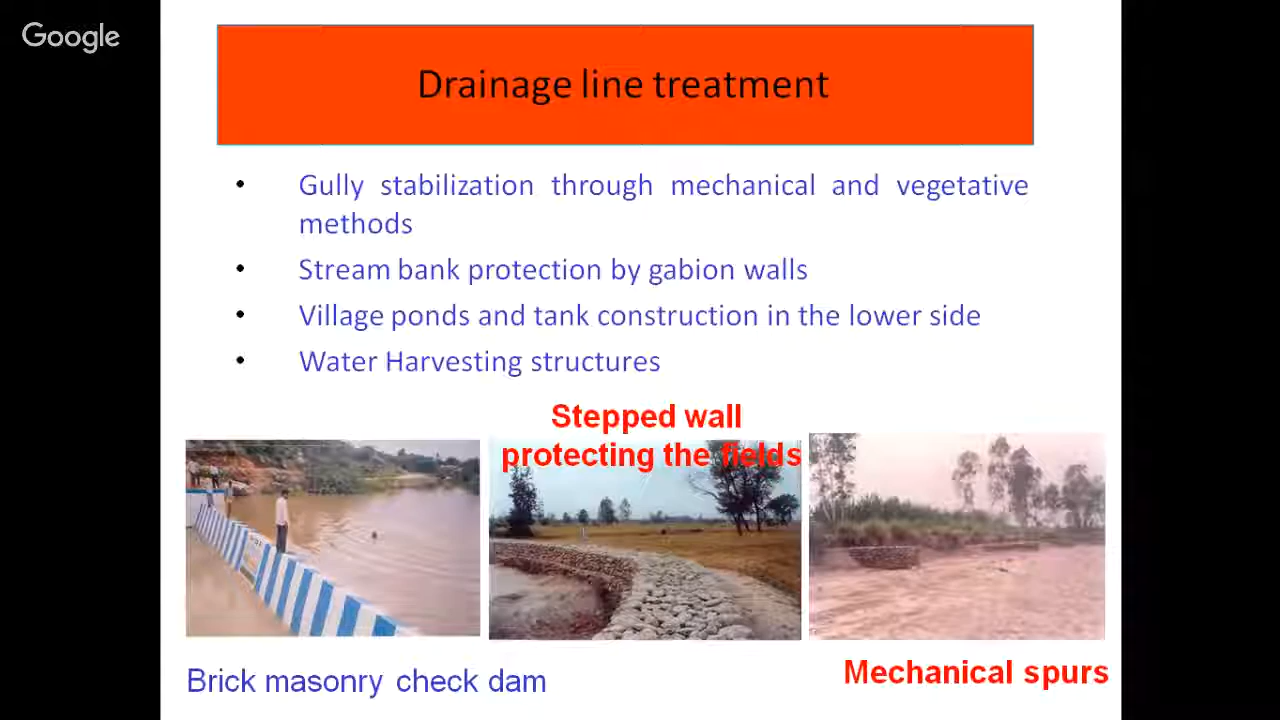 Google
Drainage line treatment
• Gully stabilization through mechanical and vegetative
methods
• Stream bank protection by gabion walls
• Village ponds and tank construction in the lower side
• Water Harvesting structures
Stepped wall
protecting the fields
Brick masonry check dam
Mechanical spurs